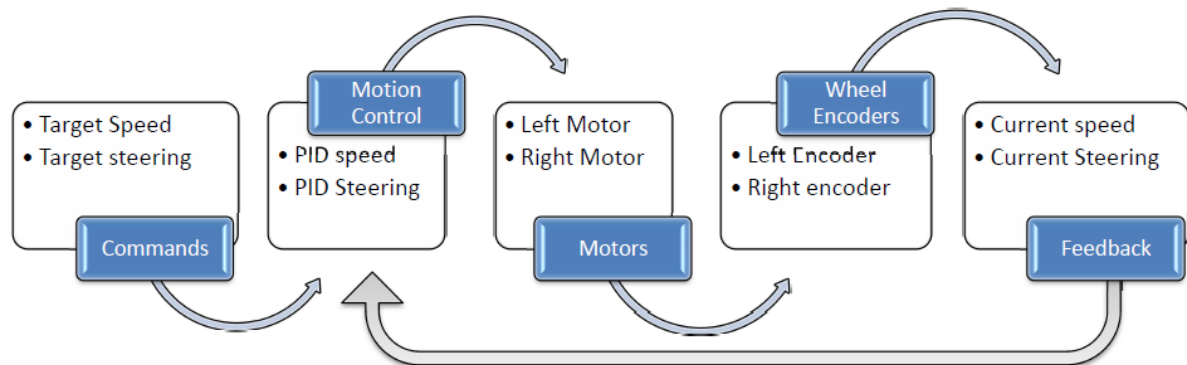 • Target Speed
• Target steering
Commands
Motion
Control
• PID speed
• PID Steering
• Left Motor
• Right Motor
Motors
Wheel
Encoders
• Left Encoder
• Right encoder
• Current speed
• Current Steering
Feedback